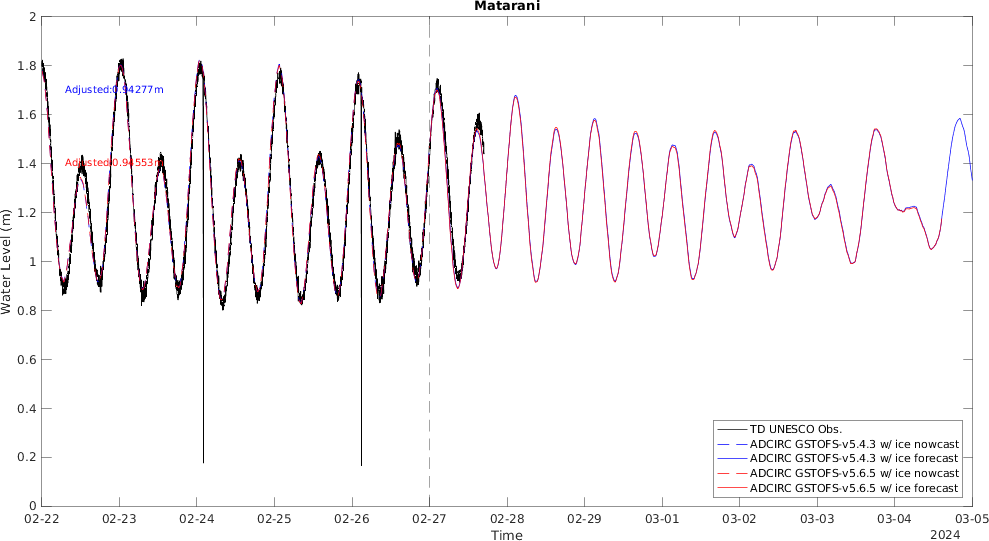 Matarani
2
1.8
1.6
1.4
1.2
1
0.8
0.6
0.4
0.2
0
Water Level (m)
Adjusted:0.94277m
Adjusted:0.94553m
TD UNESCO Obs.
ADCIRC GSTOFS-v5.4.3 w/ ice nowcast
ADCIRC GSTOFS-v5.4.3 w/ ice forecast
ADCIRC GSTOFS-v5.6.5 w/ ice nowcast
ADCIRC GSTOFS-v5.6.5 w/ ice forecast
02-22 02-23 02-24 02-25 02-26 02-27 02-28 02-29 03-01 03-02 03-03 03-04 03-05
Time
2024